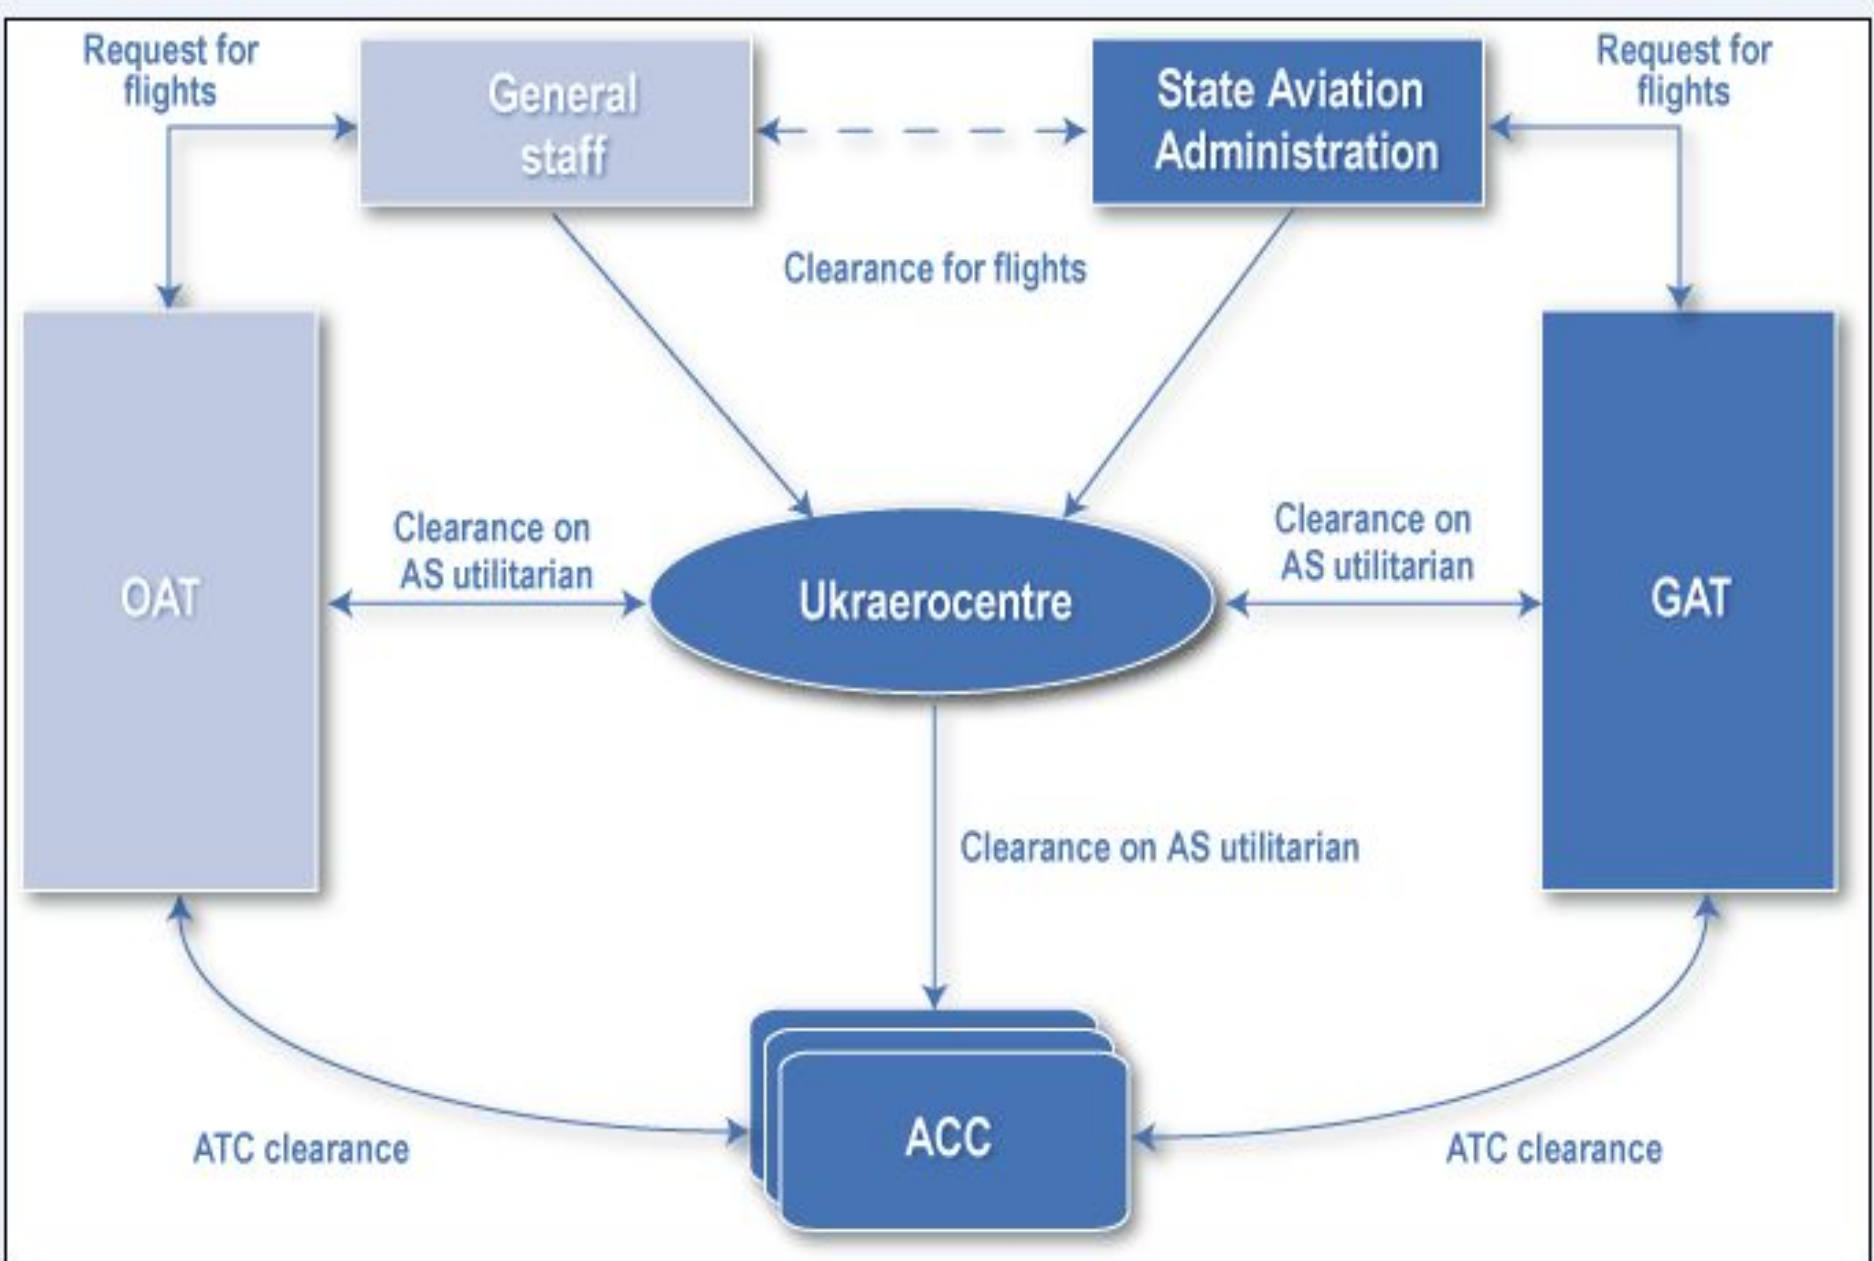 Request for
flights
General
staff
State Aviation
Administration
Request for
flights
Clearance for flights
Clearance on
AS utilitarian
Clearance on
AS utilitarian
OAT
Ukraerocentre
GAT
Clearance on AS utilitarian
ACC
ATC clearance
ATC clearance